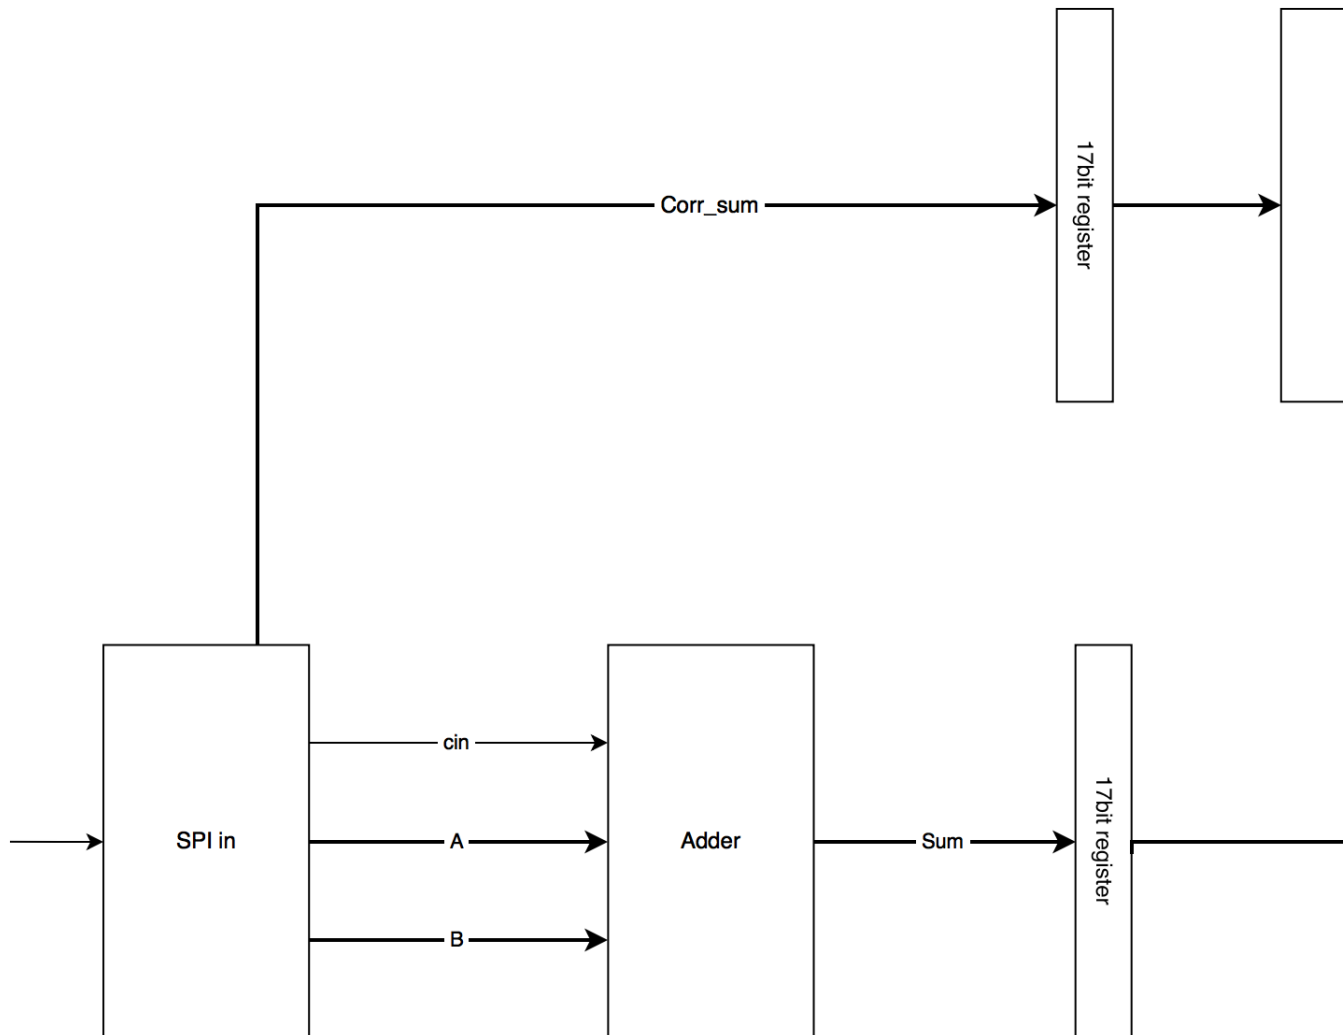 Corr_sum
17bit register
cin
SPI in
A
Adder
Sum
17bit register
B